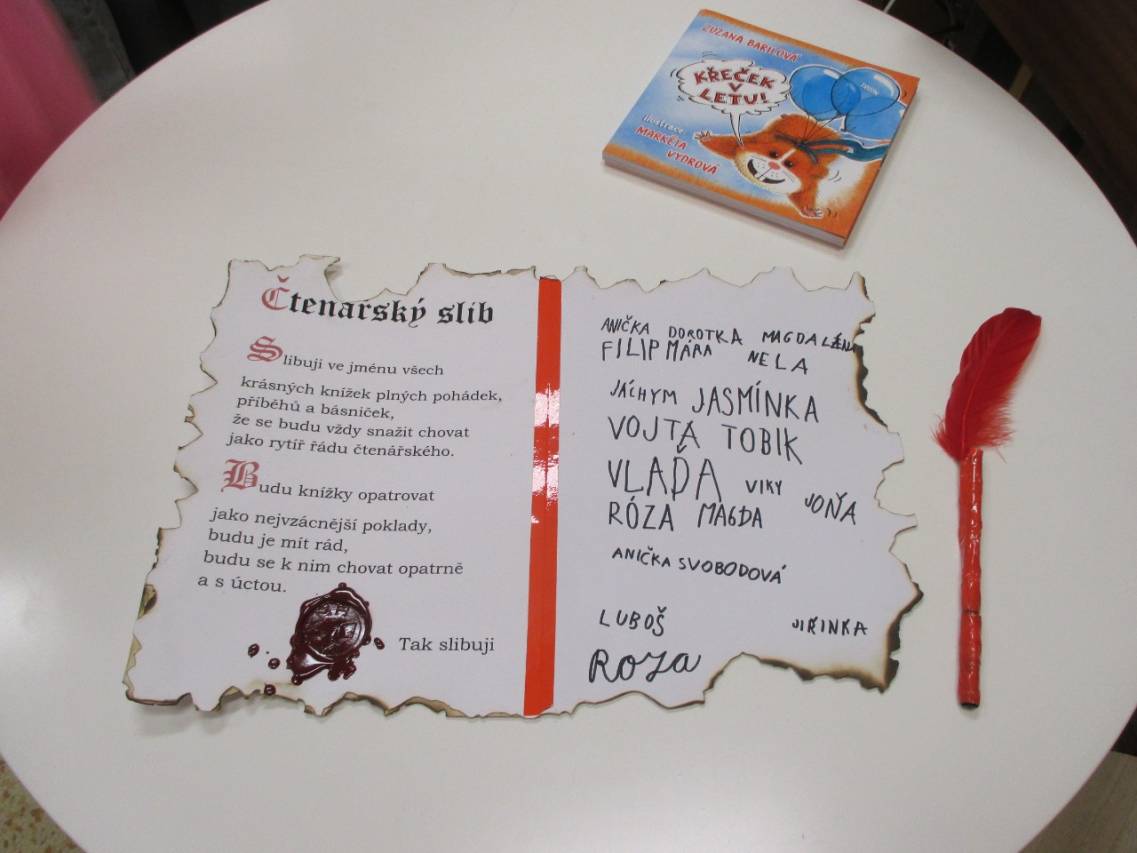 ZUZANA BARILOVÁ
KŘEČEK
V
LETU!
ilustrace
MARKÉTA
VYDROVÁ
Čtenářský slib
Slibuji ve jménu všech
krásných knížek plných pohádek,
příběhů a básniček,
že se budu vždy snažit chovat
jako rytíř řádu čtenářského.
Budu knížky opatrovat
jako nejvzácnější poklady,
budu je mít rád,
budu se k nim chovat opatrně
a s úctou.
Tak slibuji
ANIČKA DOROTKA MAGDALÉNA
FILIP MÁRA NELA
JÁCHYM JASMÍNKA
VOJTA TOBIK
VLAĎA VIKY JOŇA
RÓZA MAGDA
ANIČKA SVOBODOVÁ
LUBOŠ JIŘINKA
Roza